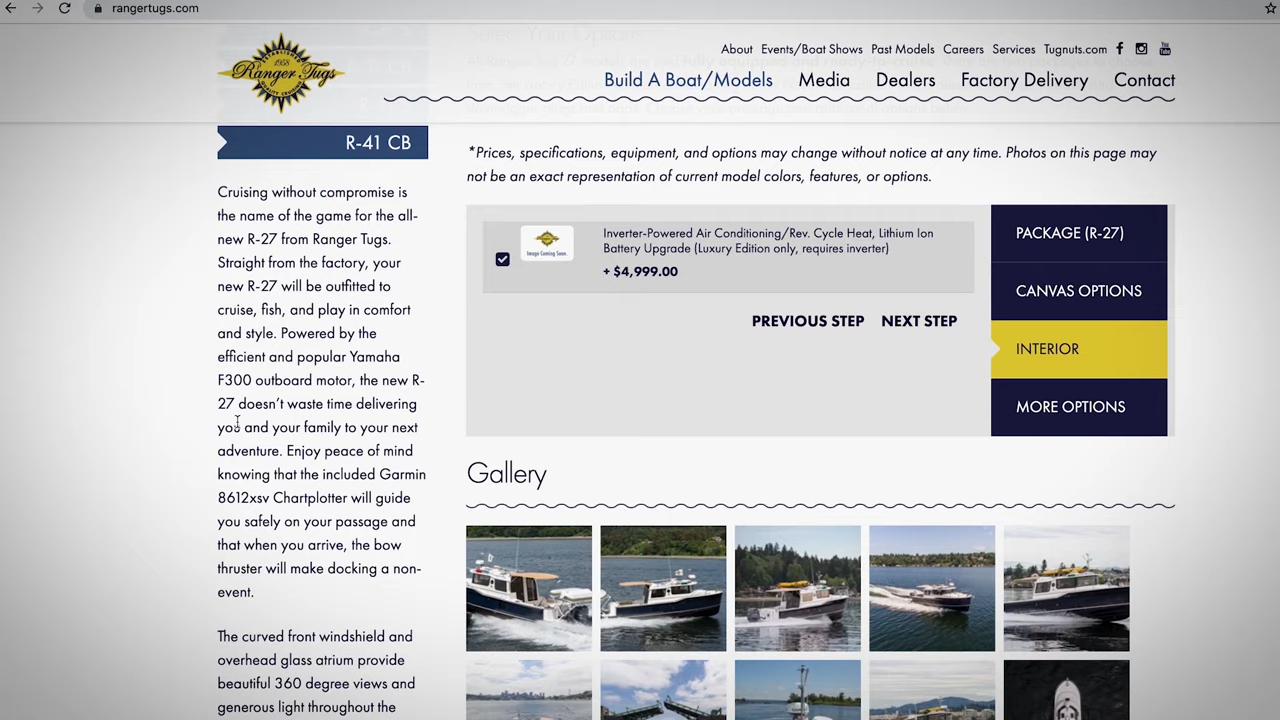 rangertugs.com
ESTABLISHED
1958
Ranger Tugs
About Events/Boat Shows Past Models Careers Services Tugnuts.com
Build A Boat/Models Media Dealers Factory Delivery Contact
R-41 CB
Cruising without compromise is
the name of the game for the all-
new R-27 from Ranger Tugs.
Straight from the factory, your
new R-27 will be outfitted to
cruise, fish, and play in comfort
and style. Powered by the
efficient and popular Yamaha
F300 outboard motor, the new R-
27 doesn't waste time delivering
you and your family to your next
adventure. Enjoy peace of mind
knowing that the included Garmin
8612xsv Chartplotter will guide
you safely on your passage and
that when you arrive, the bow
thruster will make docking a non-
event.
The curved front windshield and
overhead glass atrium provide
beautiful 360 degree views and
generous light throughout the
*Prices, specifications, equipment, and options may change without notice at any time. Photos on this page may
not be an exact representation of current model colors, features, or options.
Image Coming Soon.
Inverter-Powered Air Conditioning/Rev. Cycle Heat, Lithium Ion
Battery Upgrade (Luxury Edition only, requires inverter)
+ $4,999.00
PREVIOUS STEP NEXT STEP
PACKAGE (R-27)
CANVAS OPTIONS
INTERIOR
MORE OPTIONS
Gallery